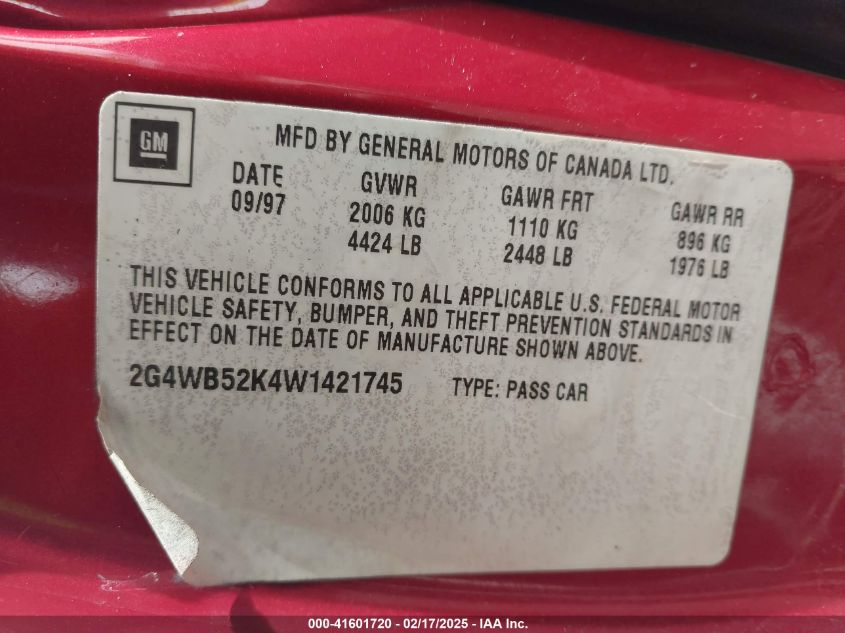 GM
MFD BY GENERAL MOTORS OF CANADA LTD.
DATE GVWR GAWR FRT GAWR RR
09/97 2006 KG 1110 KG 896 KG
4424 LB 2448 LB 1976 LB
THIS VEHICLE CONFORMS TO ALL APPLICABLE U.S. FEDERAL MOTOR
VEHICLE SAFETY, BUMPER, AND THEFT PREVENTION STANDARDS IN
EFFECT ON THE DATE OF MANUFACTURE SHOWN ABOVE.
2G4WB52K4W1421745 TYPE: PASS CAR
000-41601720 - 02/17/2025 - IAA Inc.